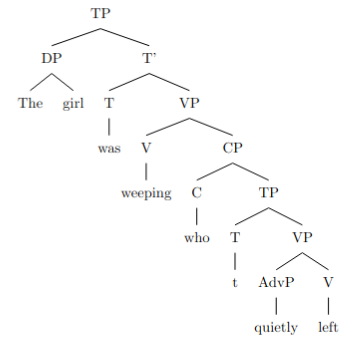 TP
DP T'
The girl T VP
was V CP
weeping C TP
who T VP
t AdvP V
quietly left